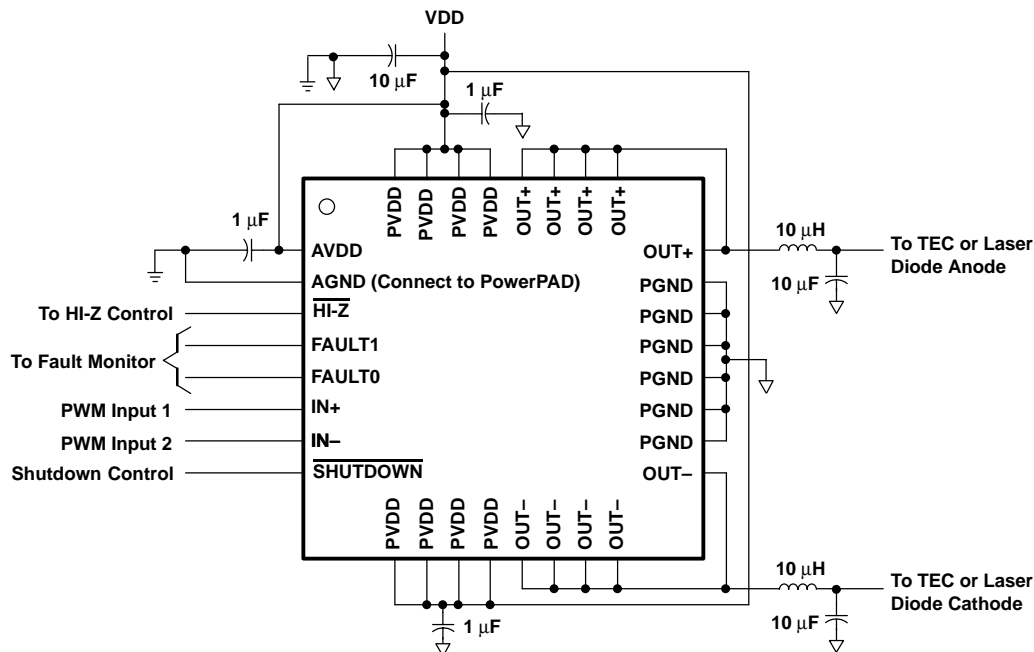 VDD
10 μF
1 μF
PVDD
PVDD
PVDD
PVDD
OUT+
OUT+
OUT+
OUT+
1 μF
AVDD
AGND (Connect to PowerPAD)
HI-Z
FAULT1
FAULT0
IN+
IN–
SHUTDOWN
To HI-Z Control
To Fault Monitor
PWM Input 1
PWM Input 2
Shutdown Control
OUT+
PGND
PGND
PGND
PGND
PGND
PGND
OUT–
10 μH
10 μF
To TEC or Laser
Diode Anode
PVDD
PVDD
PVDD
PVDD
OUT–
OUT–
OUT–
OUT–
1 μF
10 μH
10 μF
To TEC or Laser
Diode Cathode